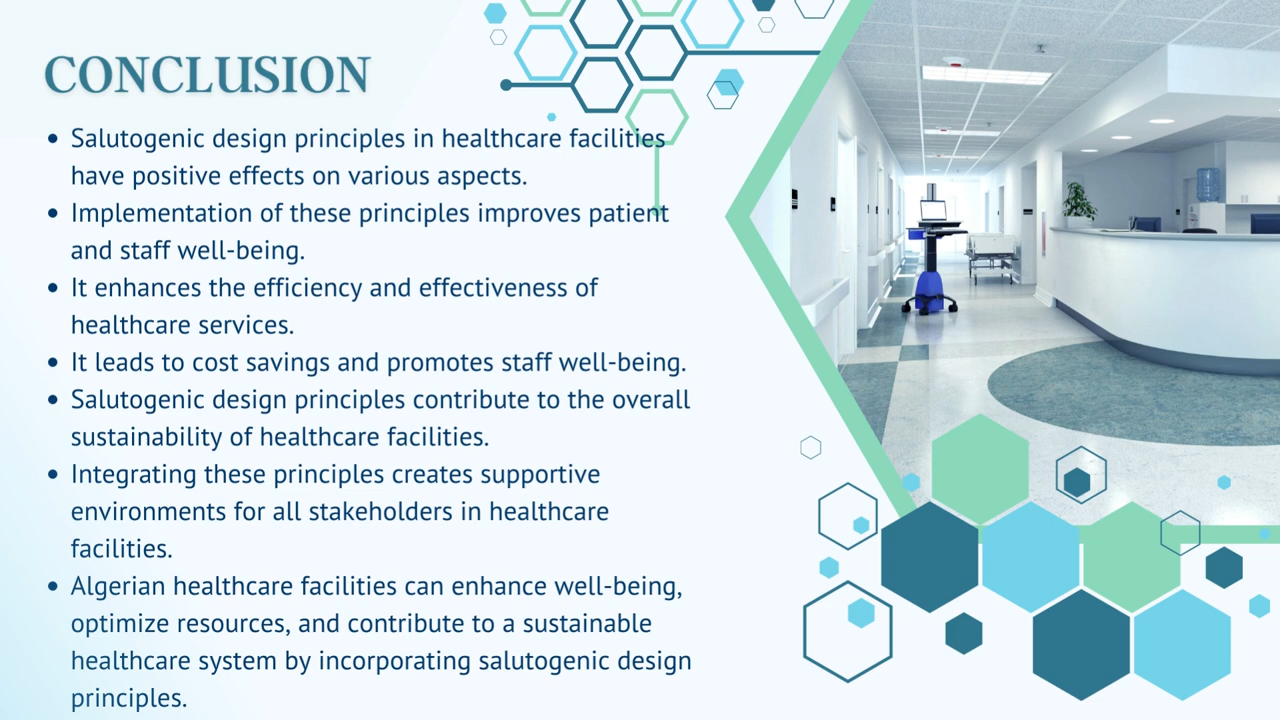 CONCLUSION
• Salutogenic design principles in healthcare facilities
have positive effects on various aspects.
• Implementation of these principles improves patient
and staff well-being.
• It enhances the efficiency and effectiveness of
healthcare services.
• It leads to cost savings and promotes staff well-being.
• Salutogenic design principles contribute to the overall
sustainability of healthcare facilities.
• Integrating these principles creates supportive
environments for all stakeholders in healthcare
facilities.
• Algerian healthcare facilities can enhance well-being,
optimize resources, and contribute to a sustainable
healthcare system by incorporating salutogenic design
principles.